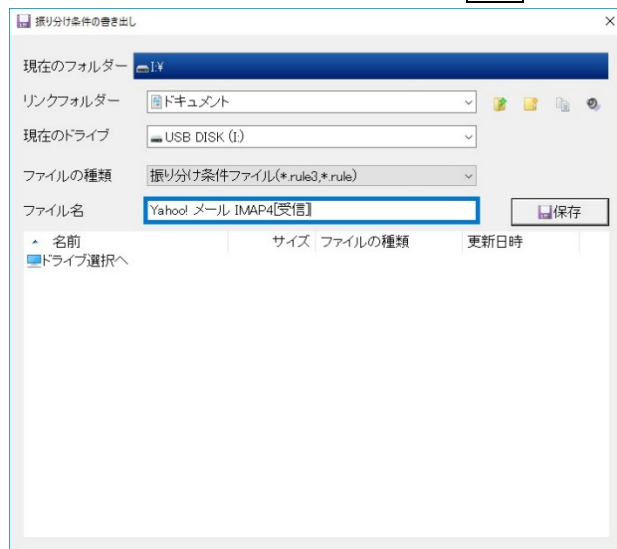 振り分け条件の書き出し
現在のフォルダー I:¥
リンクフォルダー ドキュメント
現在のドライブ USB DISK (I:)
ファイルの種類 振り分け条件ファイル(*.rule3,*.rule)
ファイル名 Yahoo! メール IMAP4[受信] 保存
名前 サイズ ファイルの種類 更新日時
ドライブ選択へ